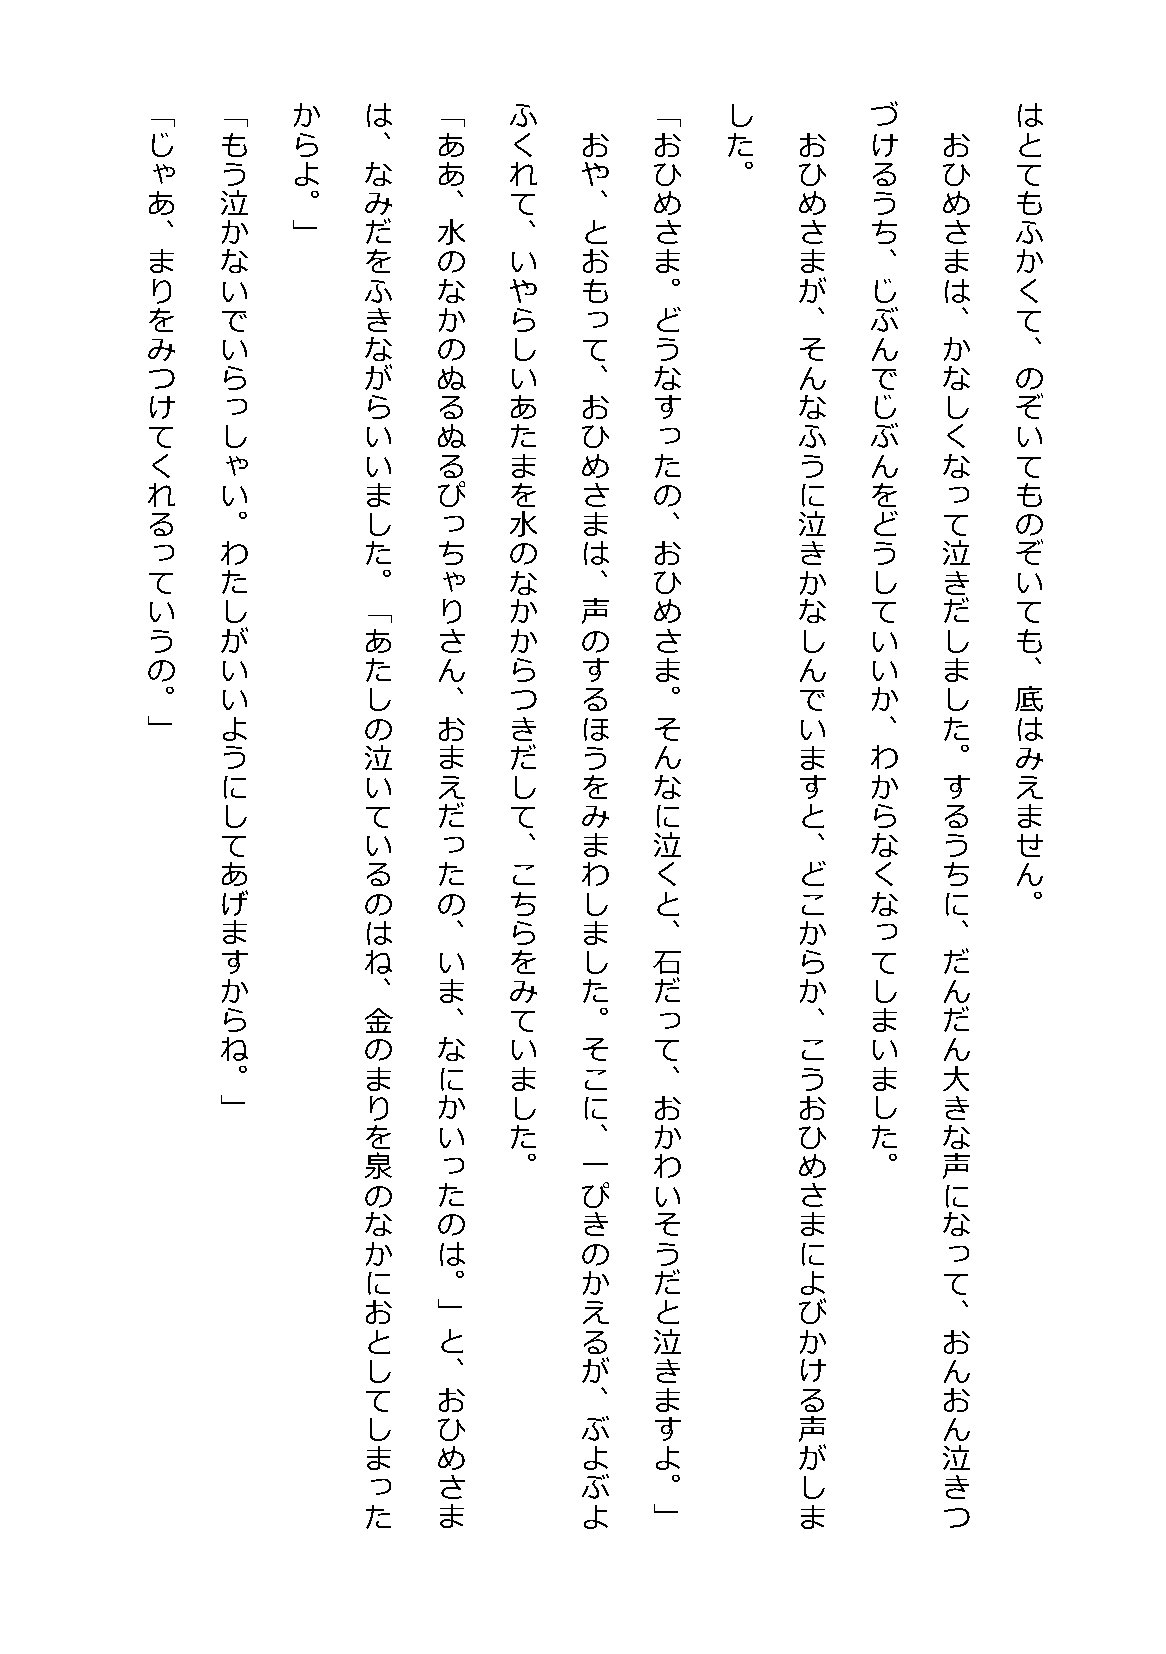 はとてもふかくて、のぞいてものぞいても、底はみえません。
　おひめさまは、かなしくなって泣きだしました。するうちに、だんだん大きな声になって、おんおん泣きつ
づけるうち、じぶんでじぶんをどうしていいか、わからなくなってしまいました。
　おひめさまが、そんなふうに泣きかなしんでいますと、どこからか、こうおひめさまによびかける声がしま
した。
「おひめさま。どうなすったの、おひめさま。そんなに泣くと、石だって、おかわいそうだと泣きますよ。」
　おや、とおもって、おひめさまは、声のするほうをみまわしました。そこに、一ぴきのかえるが、ぶよぶよ
ふくれて、いやらしいあたまを水のなかからつきだして、こちらをみていました。
「ああ、水のなかのぬるぬるぴっちゃりさん、おまえだったの、いま、なにかいったのは。」と、おひめさま
は、なみだをふきながらいいました。「あたしの泣いているのはね、金のまりを泉のなかにおとしてしまった
からよ。」
「もう泣かないでいらっしゃい。わたしがいいようにしてあげますからね。」
「じゃあ、まりをみつけてくれるっていうの。」